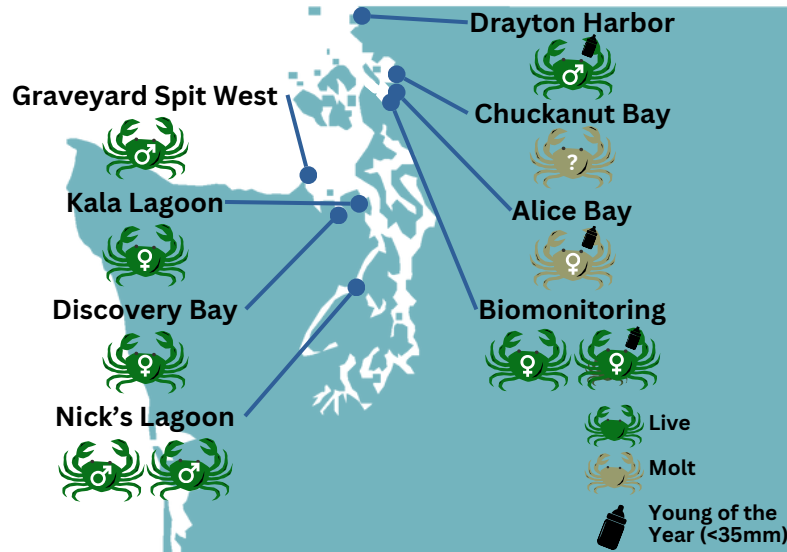 Drayton Harbor
♂
Graveyard Spit West
♂
Chuckanut Bay
?
Kala Lagoon
♀
Alice Bay
♀
Discovery Bay
♀
Biomonitoring
♀ ♀
Nick’s Lagoon
♂ ♂
Live
Molt
Young of the
Year (<35mm)